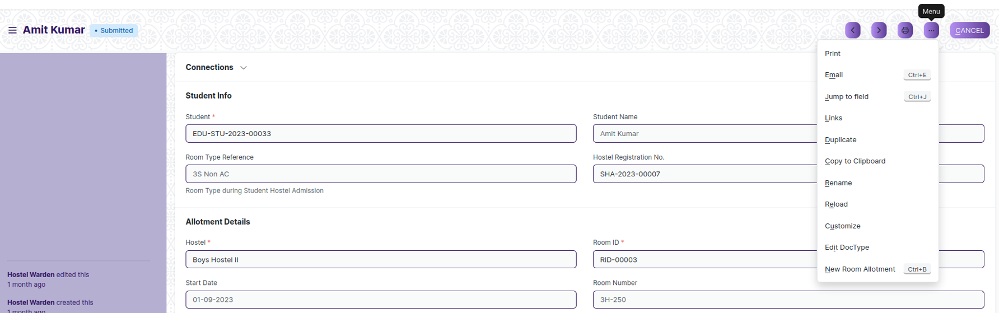 Menu
Amit Kumar
• Submitted
CANCEL
Connections
Student Info
Student *
EDU-STU-2023-00033
Student Name
Amit Kumar
Room Type Reference
3S Non AC
Room Type during Student Hostel Admission
Hostel Registration No.
SHA-2023-00007
Allotment Details
Hostel *
Boys Hostel II
Room ID *
RID-00003
Start Date
01-09-2023
Room Number
3H-250
Print
Email Ctrl+E
Jump to field Ctrl+J
Links
Duplicate
Copy to Clipboard
Rename
Reload
Customize
Edit DocType
New Room Allotment Ctrl+B
Hostel Warden edited this
1 month ago
Hostel Warden created this
1 month ago